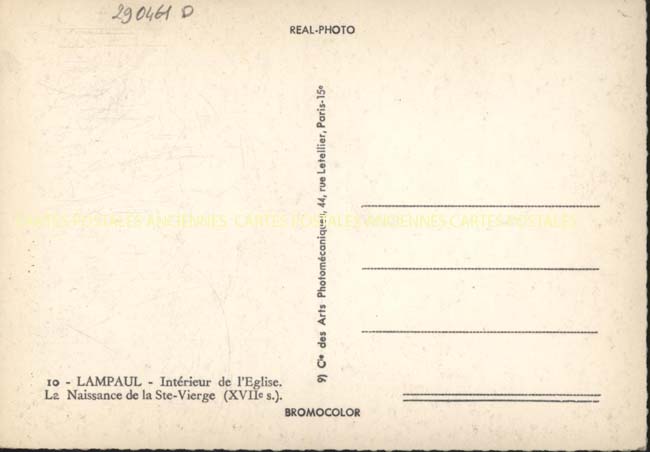 290461 D
REAL-PHOTO
9) Cie des Arts Photomécaniques, 44, rue Letellier, Paris-15e
CARTES POSTALES ANCIENNES CARTES POSTALES ANCIENNES CARTES POSTALES
10 - LAMPAUL - Intérieur de l'Eglise.
La Naissance de la Ste-Vierge (XVIIe s.).
BROMOCOLOR